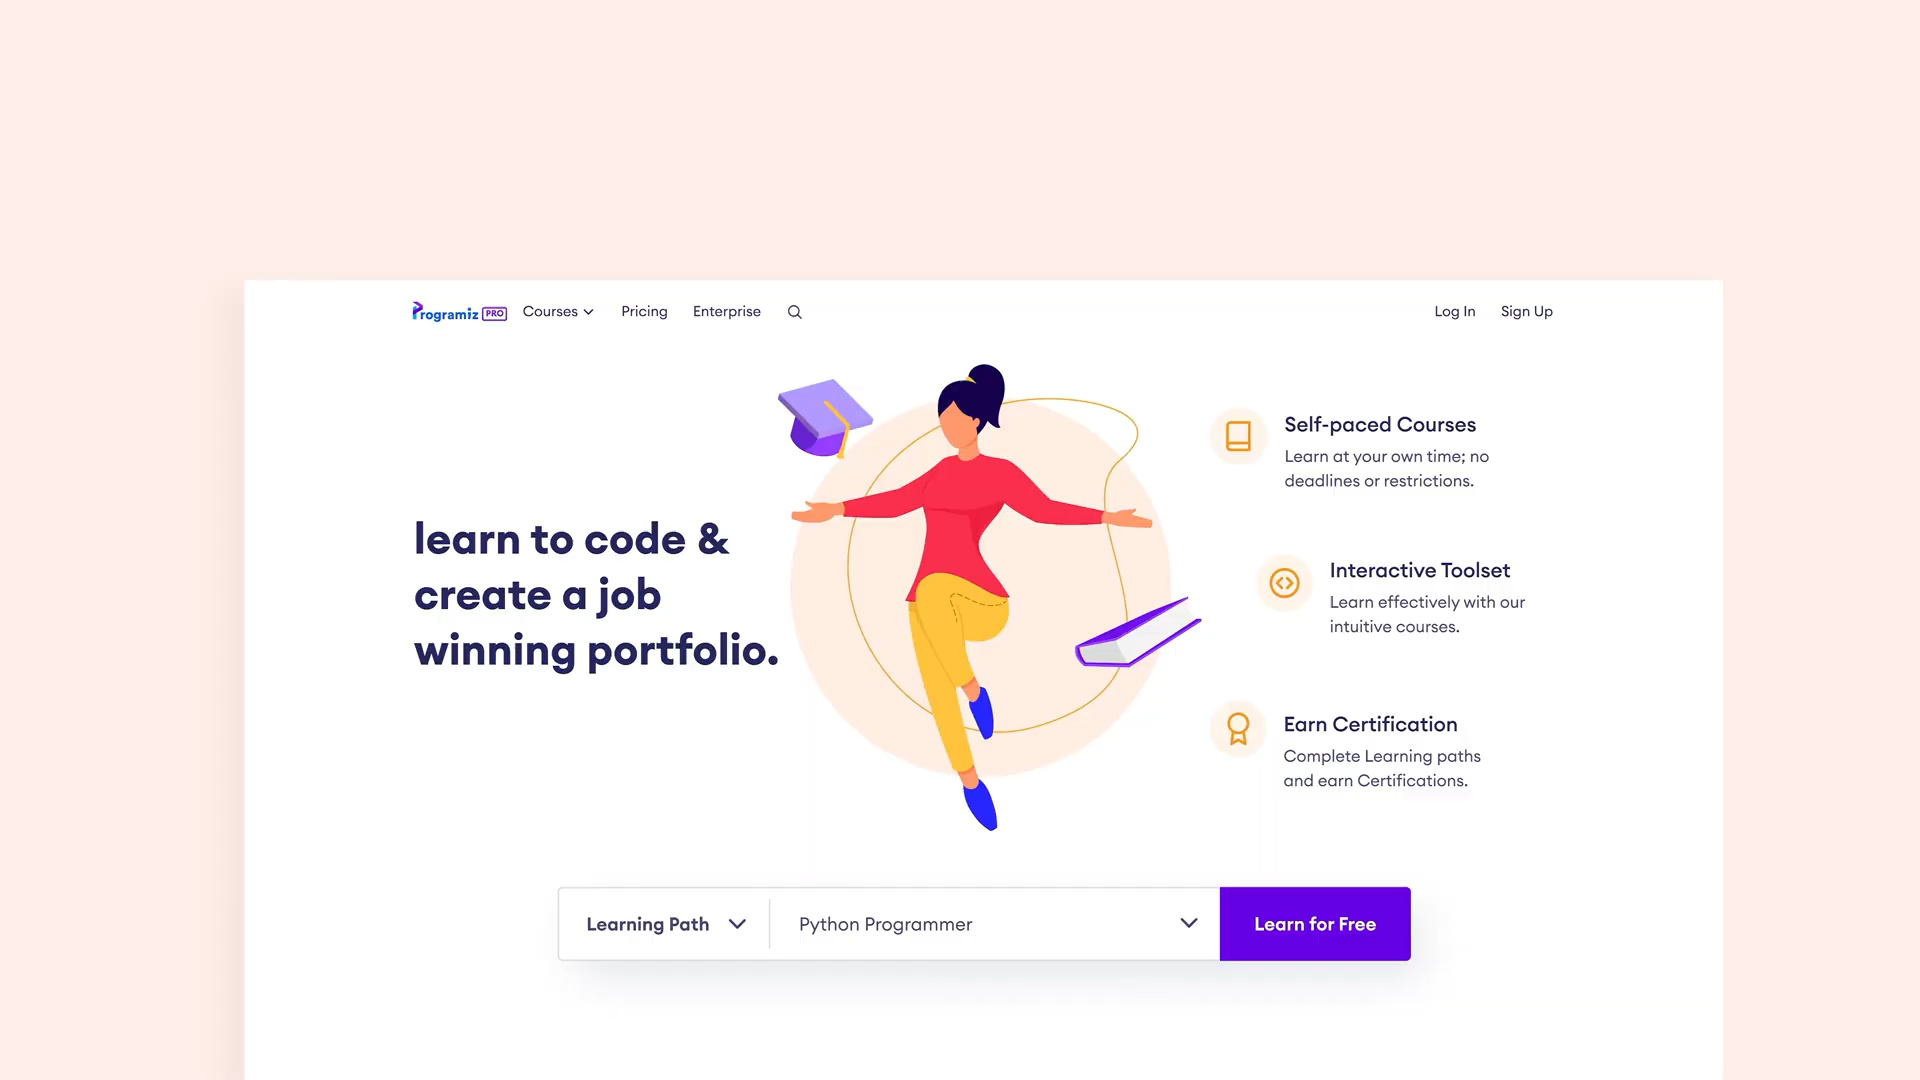 Programiz PRO Courses Pricing Enterprise Log In Sign Up
learn to code &
create a job
winning portfolio.
Self-paced Courses
Learn at your own time; no
deadlines or restrictions.
Interactive Toolset
Learn effectively with our
intuitive courses.
Earn Certification
Complete Learning paths
and earn Certifications.
Learning Path Python Programmer Learn for Free